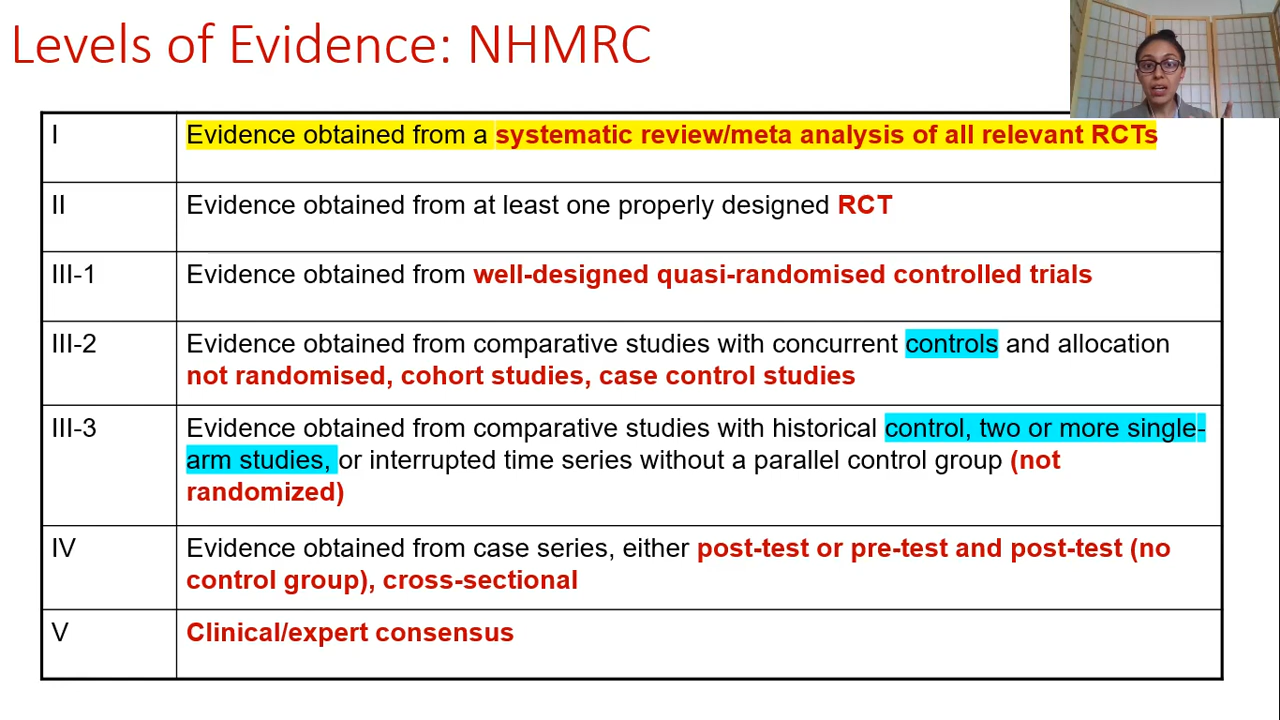 Levels of Evidence: NHMRC
I
Evidence obtained from a systematic review/meta analysis of all relevant RCTs
II
Evidence obtained from at least one properly designed RCT
III-1
Evidence obtained from well-designed quasi-randomised controlled trials
III-2
Evidence obtained from comparative studies with concurrent controls and allocation
not randomised, cohort studies, case control studies
III-3
Evidence obtained from comparative studies with historical control, two or more single-
arm studies, or interrupted time series without a parallel control group (not
randomized)
IV
Evidence obtained from case series, either post-test or pre-test and post-test (no
control group), cross-sectional
V
Clinical/expert consensus